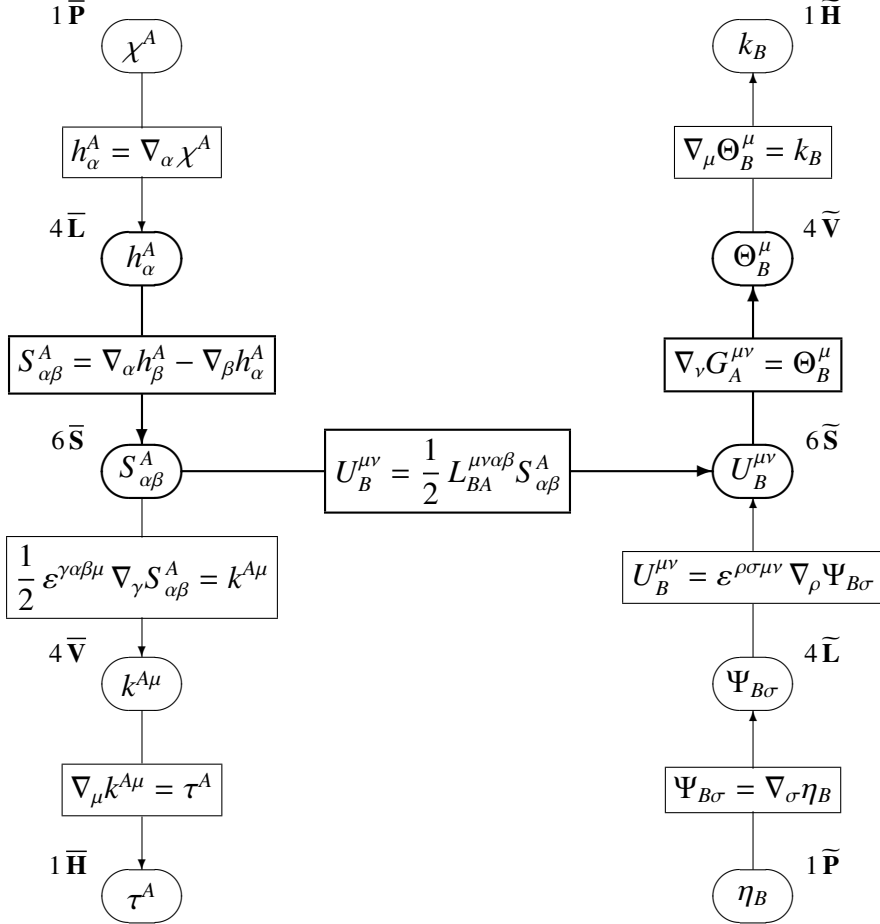 1 P̅ 1 H̃
χ^A k_B
h^A_α = ∇_α χ^A ∇_μ Θ^μ_B = k_B
4 L̅ 4 Ṽ
h^A_α Θ^μ_B
S^A_{αβ} = ∇_α h^A_β − ∇_β h^A_α ∇_ν G^{μν}_A = Θ^μ_B
6 S̅ 6 S̃
S^A_{αβ} U^{μν}_B = 1/2 L^{μναβ}_{BA} S^A_{αβ} U^{μν}_B
1/2 ε^{γαβμ} ∇_γ S^A_{αβ} = k^{Aμ} U^{μν}_B = ε^{ρσμν} ∇_ρ Ψ_{Bσ}
4 V̅ 4 L̃
k^{Aμ} Ψ_{Bσ}
∇_μ k^{Aμ} = τ^A Ψ_{Bσ} = ∇_σ η_B
1 H̅ 1 P̃
τ^A η_B